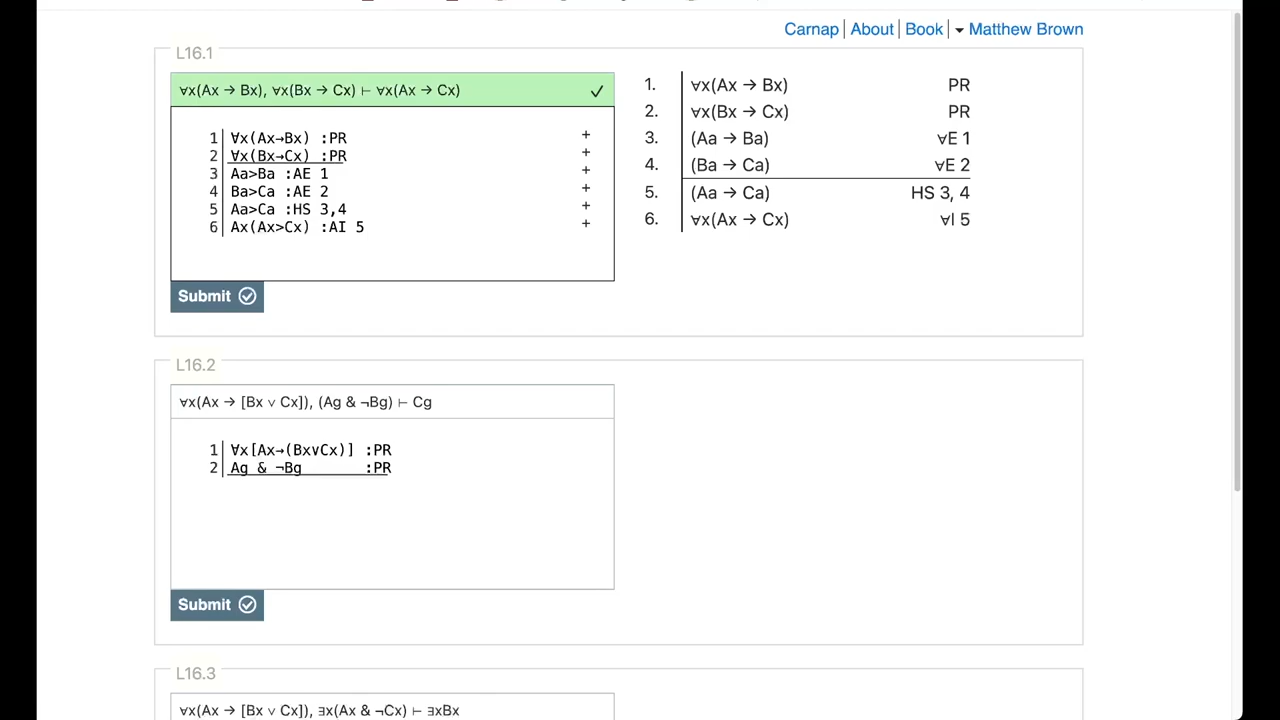 Carnap About Book Matthew Brown
L16.1
∀x(Ax → Bx), ∀x(Bx → Cx) ⊢ ∀x(Ax → Cx) ✓
1 ∀x(Ax→Bx) :PR +
2 ∀x(Bx→Cx) :PR +
3 Aa>Ba :AE 1 +
4 Ba>Ca :AE 2 +
5 Aa>Ca :HS 3,4 +
6 Ax(Ax>Cx) :AI 5 +
1. ∀x(Ax → Bx) PR
2. ∀x(Bx → Cx) PR
3. (Aa → Ba) ∀E 1
4. (Ba → Ca) ∀E 2
5. (Aa → Ca) HS 3, 4
6. ∀x(Ax → Cx) ∀I 5
Submit
L16.2
∀x(Ax → [Bx ∨ Cx]), (Ag & ¬Bg) ⊢ Cg
1 ∀x[Ax→(Bx∨Cx)] :PR
2 Ag & ¬Bg :PR
Submit
L16.3
∀x(Ax → [Bx ∨ Cx]), ∃x(Ax & ¬Cx) ⊢ ∃xBx